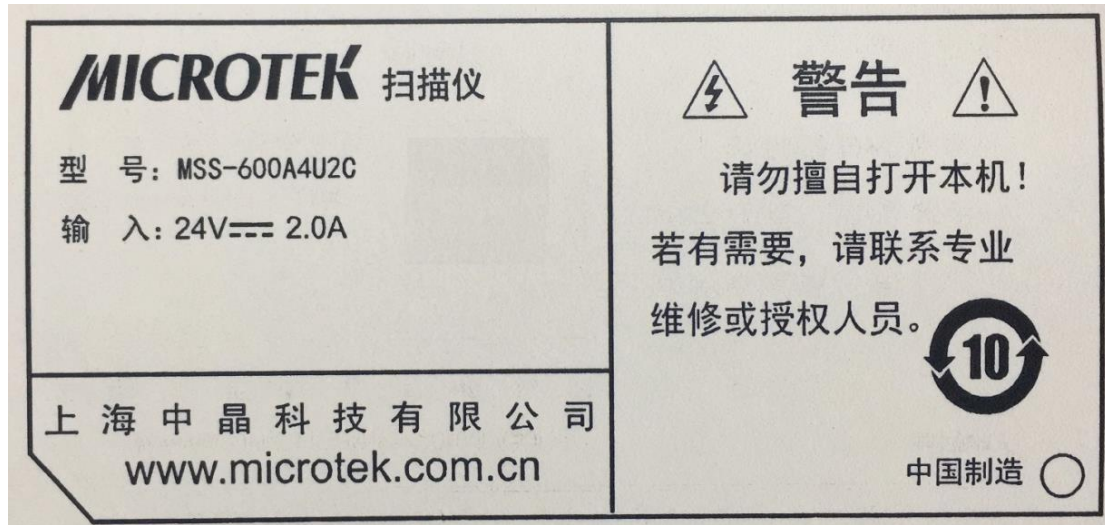 MICROTEK 扫描仪
型 号: MSS-600A4U2C
输 入: 24V⎓ 2.0A
上海中晶科技有限公司
www.microtek.com.cn
警告
请勿擅自打开本机!
若有需要，请联系专业
维修或授权人员。
10
中国制造